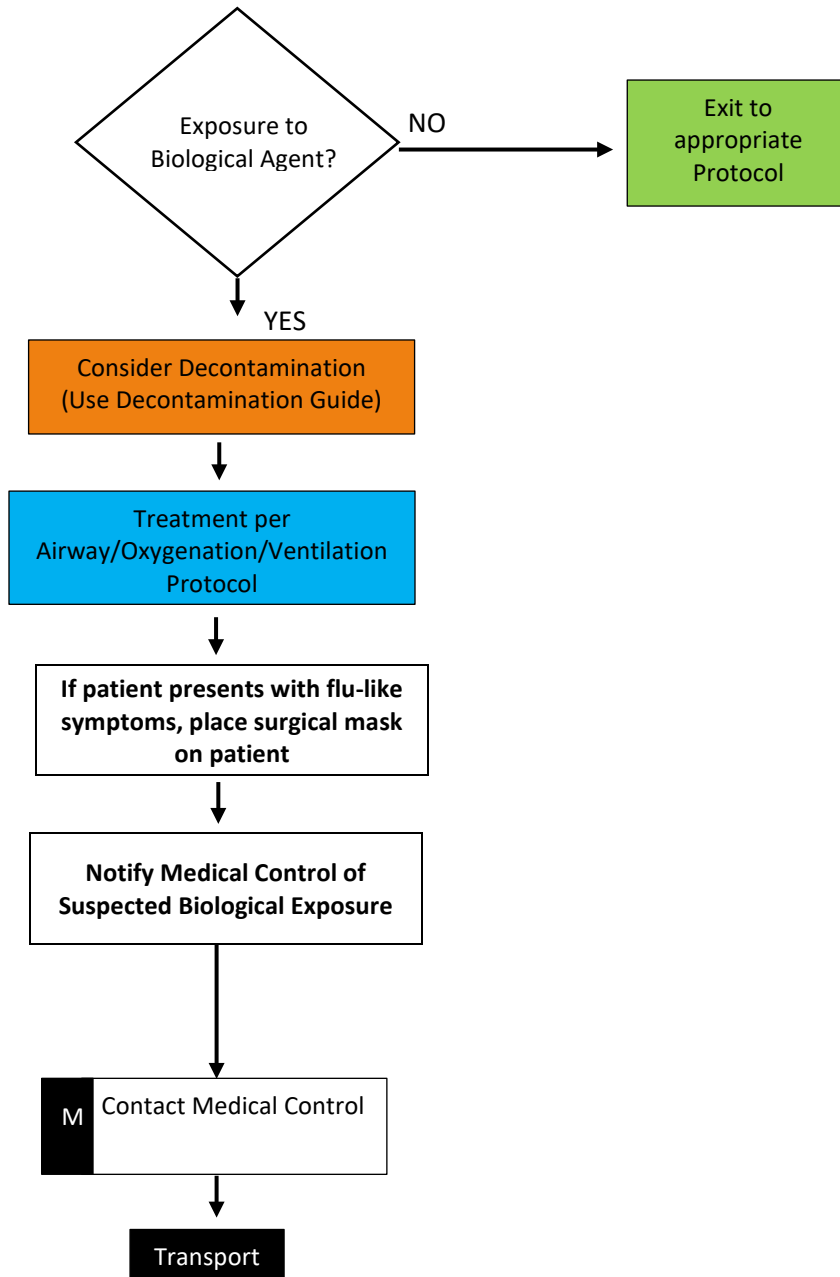 Exposure to
Biological Agent?
NO
Exit to
appropriate
Protocol
YES
Consider Decontamination
(Use Decontamination Guide)
Treatment per
Airway/Oxygenation/Ventilation
Protocol
If patient presents with flu-like
symptoms, place surgical mask
on patient
Notify Medical Control of
Suspected Biological Exposure
M Contact Medical Control
Transport